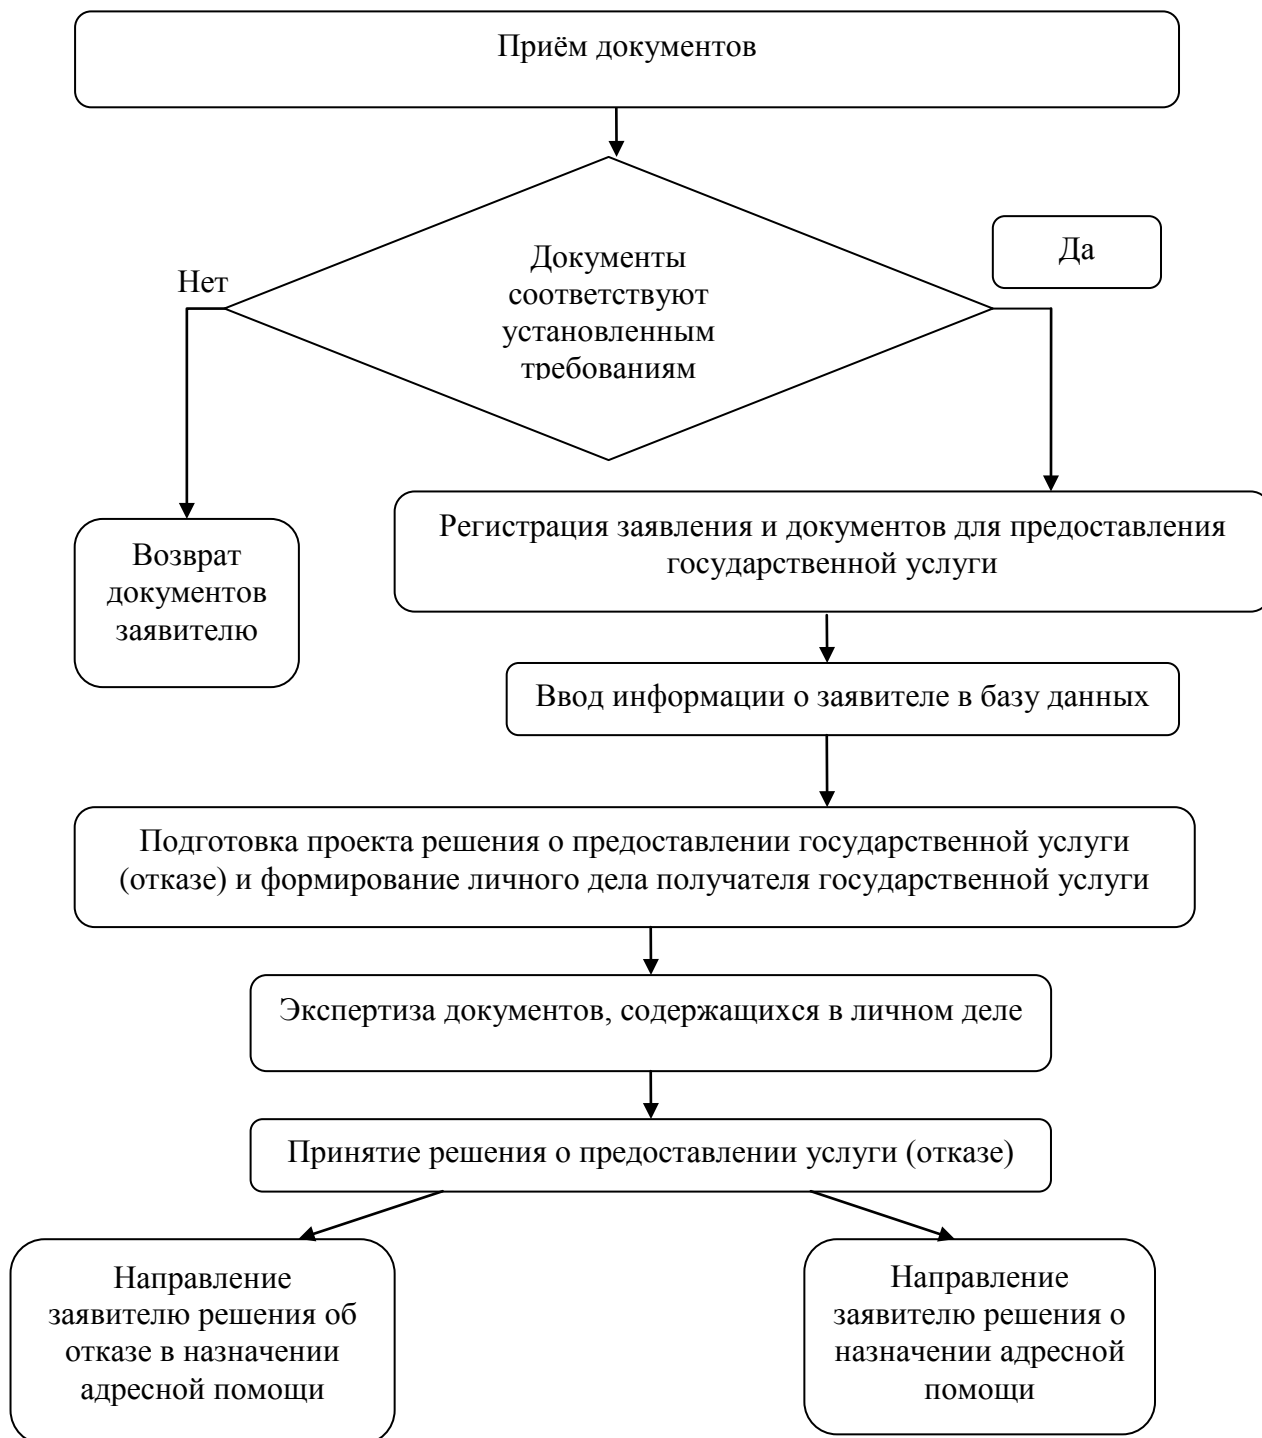 Приём документов
Да
Нет
Документы
соответствуют
установленным
требованиям
Регистрация заявления и документов для предоставления
государственной услуги
Возврат
документов
заявителю
Ввод информации о заявителе в базу данных
Подготовка проекта решения о предоставлении государственной услуги
(отказе) и формирование личного дела получателя государственной услуги
Экспертиза документов, содержащихся в личном деле
Принятие решения о предоставлении услуги (отказе)
Направление
заявителю решения об
отказе в назначении
адресной помощи
Направление
заявителю решения о
назначении адресной
помощи